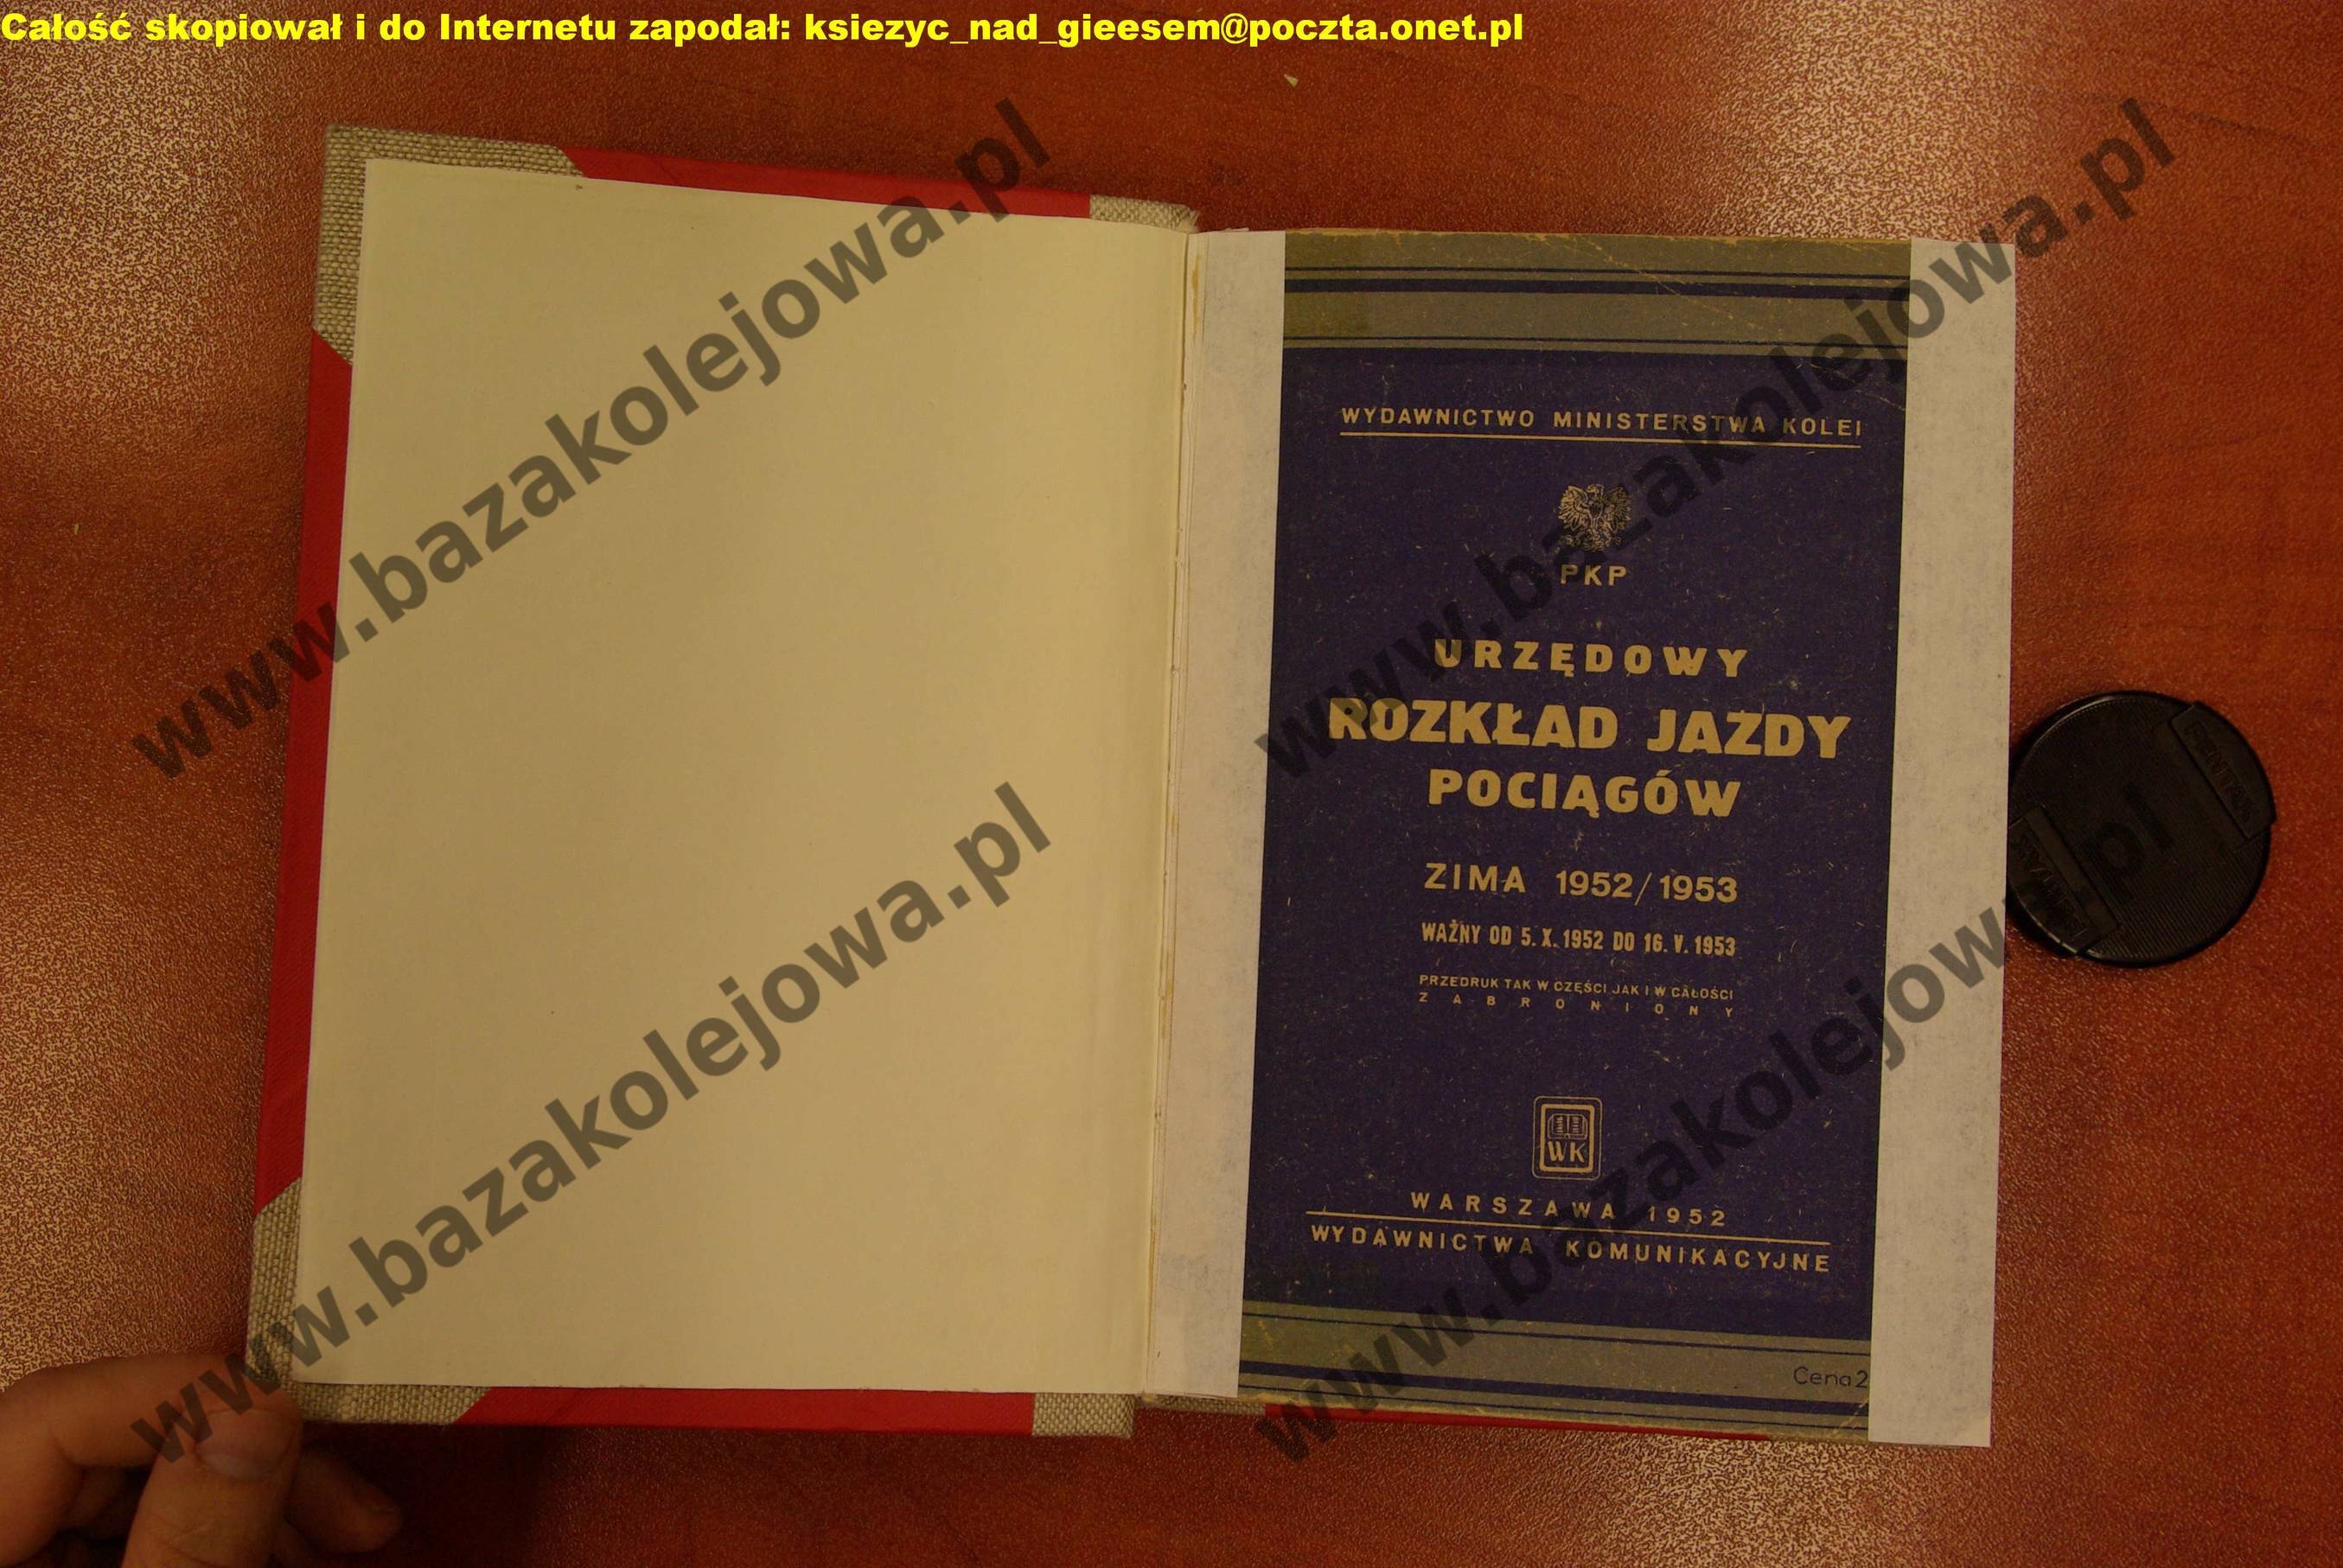 Całość skopiował i do Internetu zapodał: ksiezyc_nad_gieesem@poczta.onet.pl
www.bazakolejowa.pl
www.bazakolejowa.pl
www.bazakolejowa.pl
www.bazakolejowa.pl
WYDAWNICTWO MINISTERSTWA KOLEI
PKP
URZĘDOWY
ROZKŁAD JAZDY
POCIĄGÓW
ZIMA 1952/1953
WAŻNY OD 5. X. 1952 DO 16. V. 1953
PRZEDRUK TAK W CZĘŚCI JAK I W CAŁOŚCI
ZABRONIONY
WK
WARSZAWA 1952
WYDAWNICTWA KOMUNIKACYJNE
Cena 2
PENTAX
PENTAX